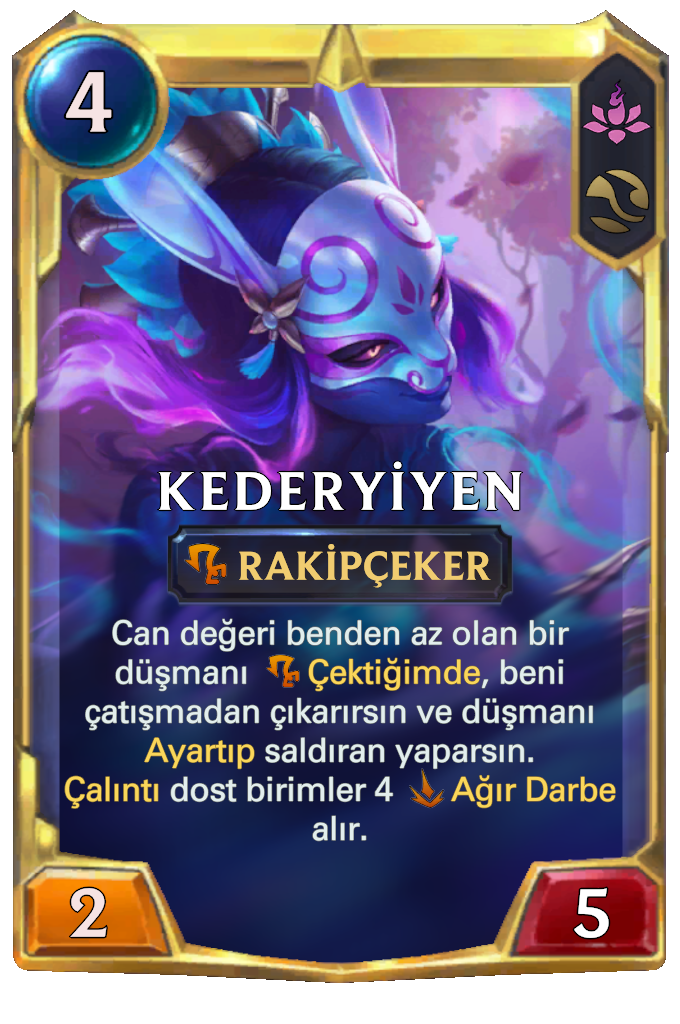 4
KEDERYİYEN
RAKİPÇEKER
Can değeri benden az olan bir
düşmanı Çektiğimde, beni
çatışmadan çıkarırsın ve düşmanı
Ayartıp saldıran yaparsın.
Çalıntı dost birimler 4 Ağır Darbe
alır.
2
5